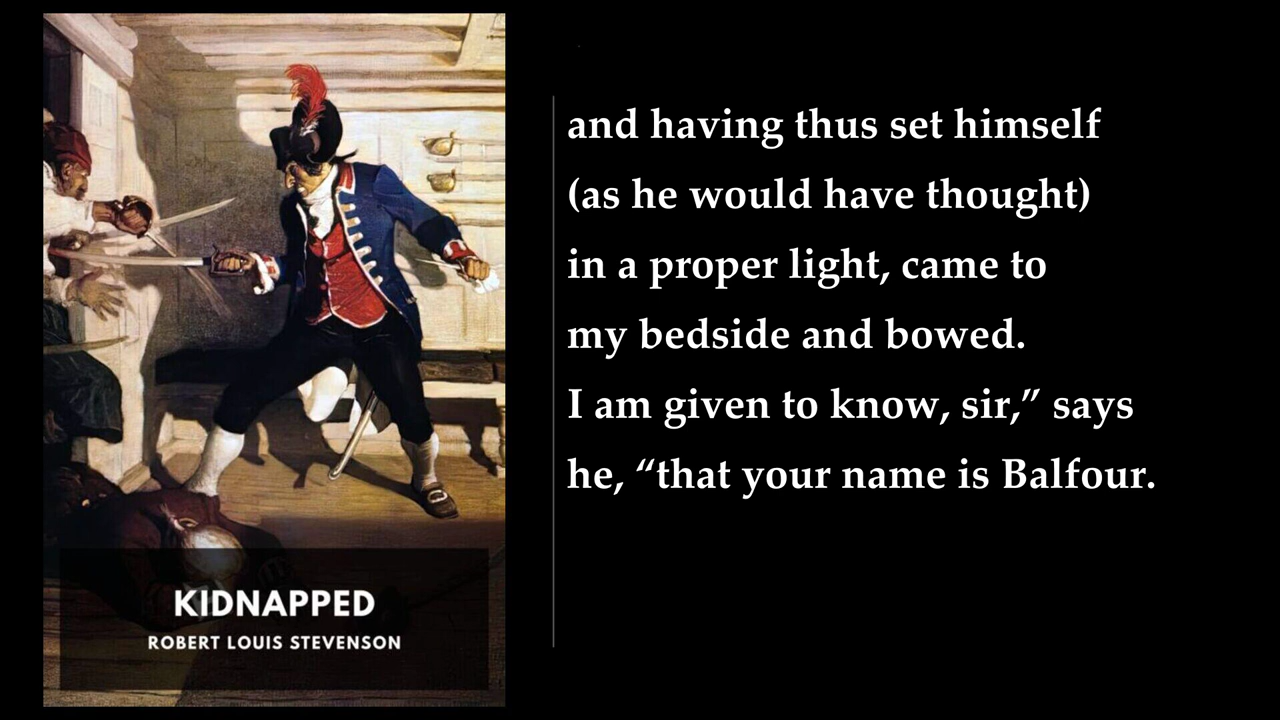 KIDNAPPED
ROBERT LOUIS STEVENSON
and having thus set himself
(as he would have thought)
in a proper light, came to
my bedside and bowed.
I am given to know, sir,” says
he, “that your name is Balfour.